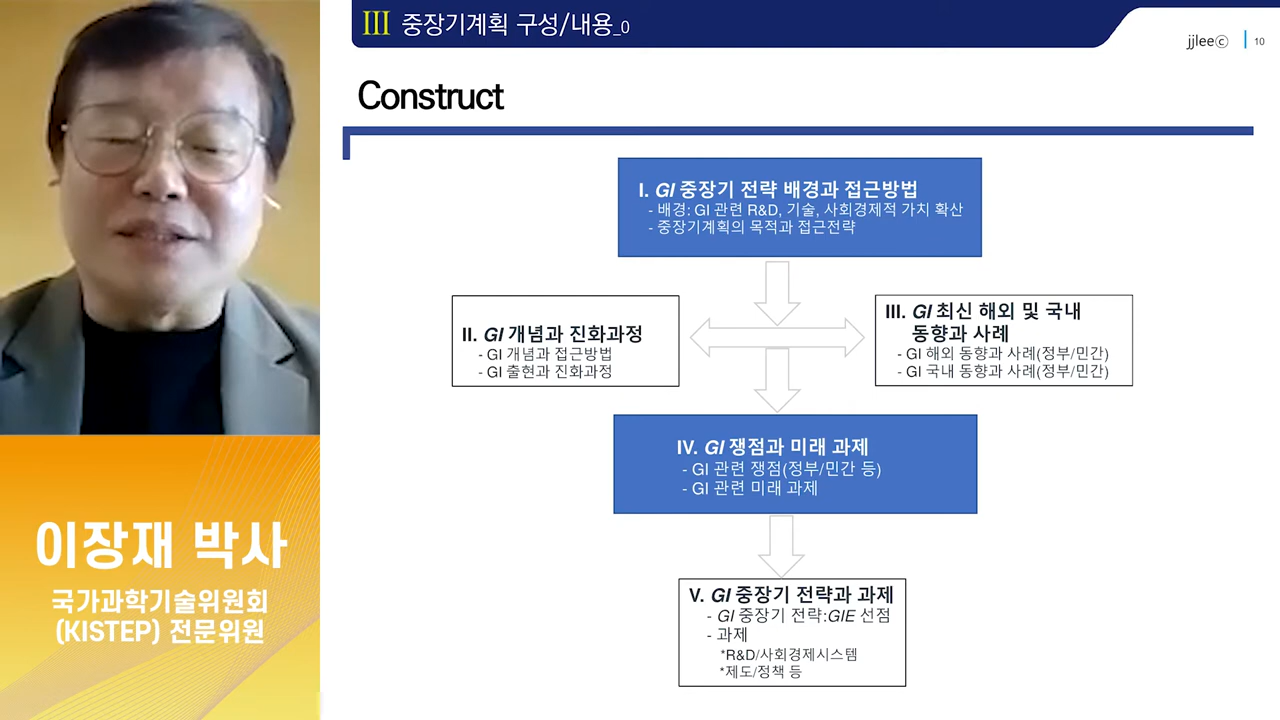 III 중장기계획 구성/내용_0
jjleeⓒ
10
Construct
I. GI 중장기 전략 배경과 접근방법
- 배경: GI 관련 R&D, 기술, 사회경제적 가치 확산
- 중장기계획의 목적과 접근전략
II. GI 개념과 진화과정
- GI 개념과 접근방법
- GI 출현과 진화과정
III. GI 최신 해외 및 국내
동향과 사례
- GI 해외 동향과 사례(정부/민간)
- GI 국내 동향과 사례(정부/민간)
IV. GI 쟁점과 미래 과제
- GI 관련 쟁점(정부/민간 등)
- GI 관련 미래 과제
V. GI 중장기 전략과 과제
- GI 중장기 전략:GIE 선점
- 과제
*R&D/사회경제시스템
*제도/정책 등
이장재 박사
국가과학기술위원회
(KISTEP) 전문위원